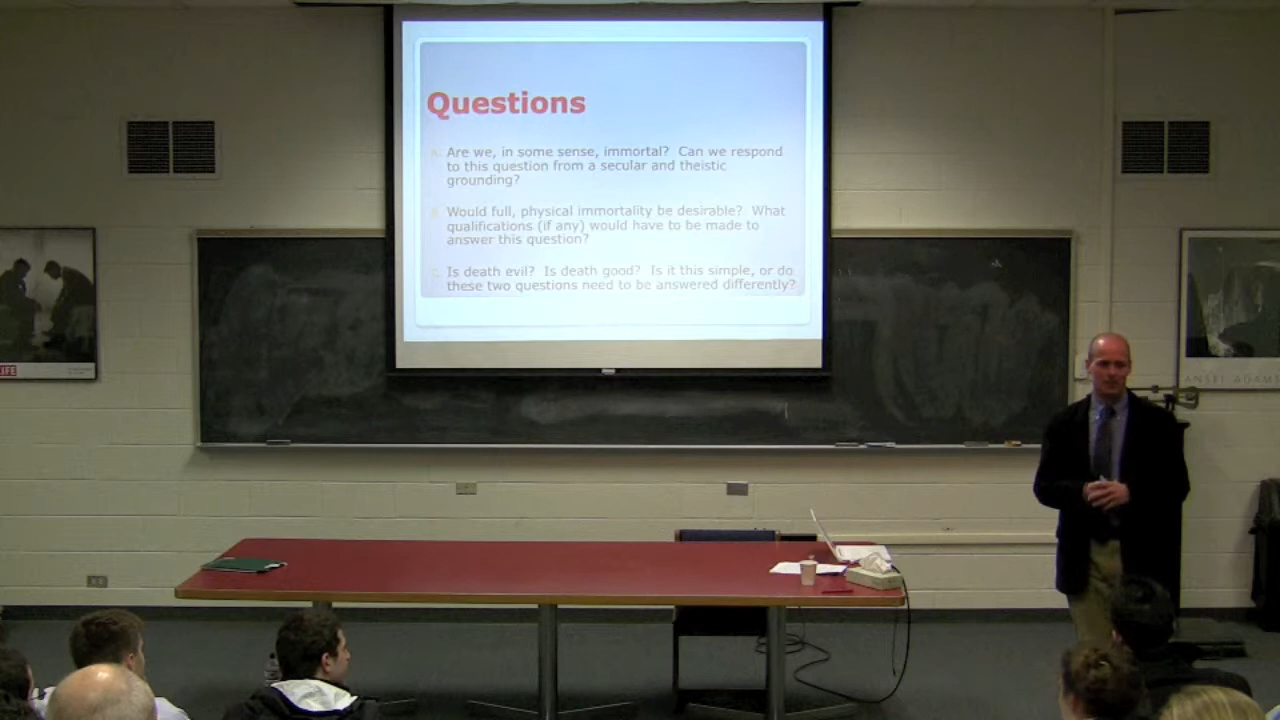 Questions
A. Are we, in some sense, immortal? Can we respond
to this question from a secular and theistic
grounding?
B. Would full, physical immortality be desirable? What
qualifications (if any) would have to be made to
answer this question?
C. Is death evil? Is death good? Is it this simple, or do
these two questions need to be answered differently?
LIFE
ANSEL ADAMS